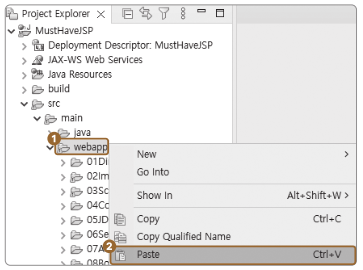 Project Explorer
MustHaveJSP
Deployment Descriptor: MustHaveJSP
JAX-WS Web Services
Java Resources
build
src
main
java
1
webapp
01Di
02Im
03Sc
04Co
05JD
06Se
07A
08Bo
New
Go Into
Show In Alt+Shift+W
Copy Ctrl+C
Copy Qualified Name
2
Paste Ctrl+V